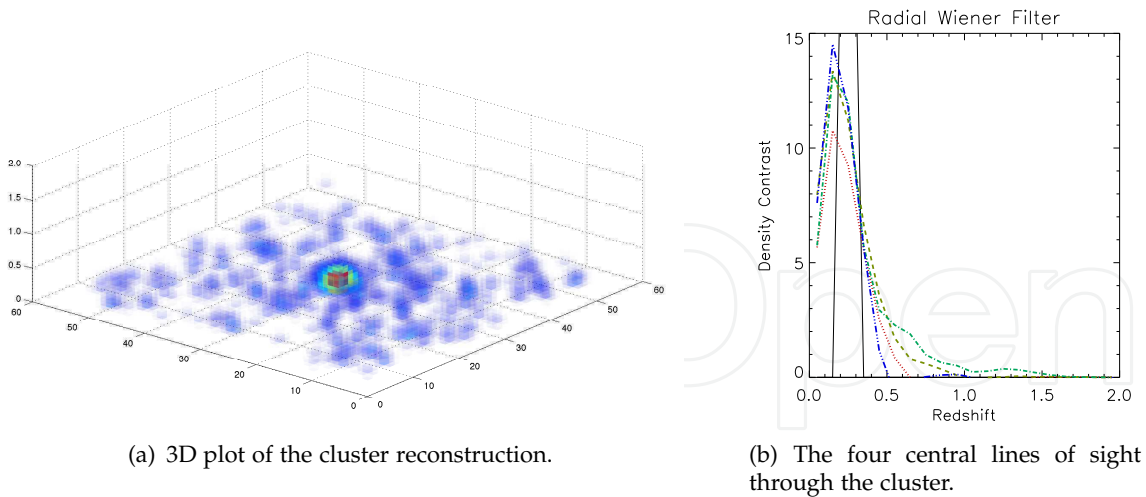 Radial Wiener Filter
2.0
1.5
1.0
0.5
0
60
50
40
30
20
10
0
0
10
20
30
40
50
60
15
10
5
0
Density Contrast
0.0 0.5 1.0 1.5 2.0
Redshift
Open
(a) 3D plot of the cluster reconstruction.
(b) The four central lines of sight
through the cluster.